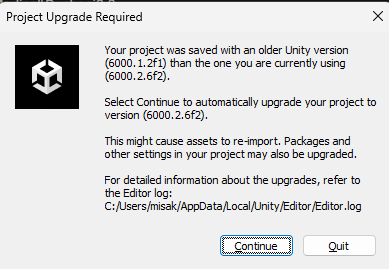 Project Upgrade Required
Your project was saved with an older Unity version
(6000.1.2f1) than the one you are currently using
(6000.2.6f2).
Select Continue to automatically upgrade your project to
version (6000.2.6f2).
This might cause assets to re-import. Packages and
other settings in your project may also be upgraded.
For detailed information about the upgrades, refer to
the Editor log:
C:/Users/misak/AppData/Local/Unity/Editor/Editor.log
Continue
Quit